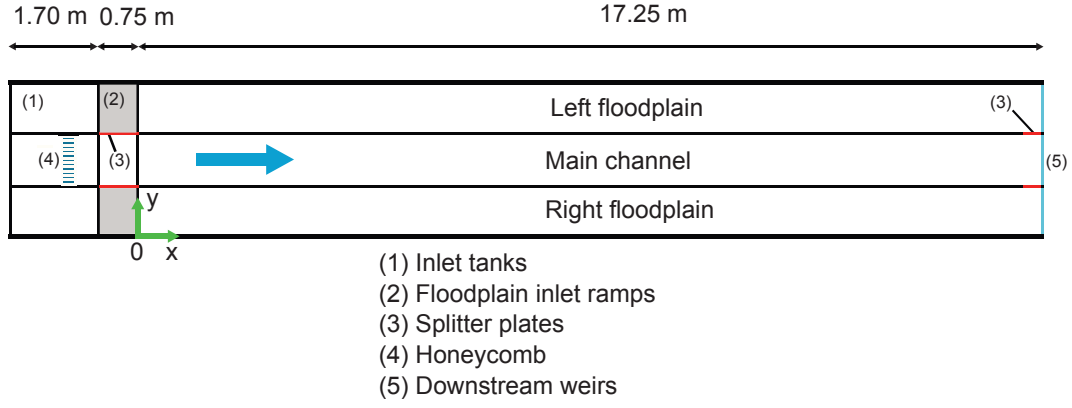 1.70 m 0.75 m 17.25 m
(1) (2) Left floodplain (3)
(4) (3) Main channel (5)
y Right floodplain
0 x
(1) Inlet tanks
(2) Floodplain inlet ramps
(3) Splitter plates
(4) Honeycomb
(5) Downstream weirs